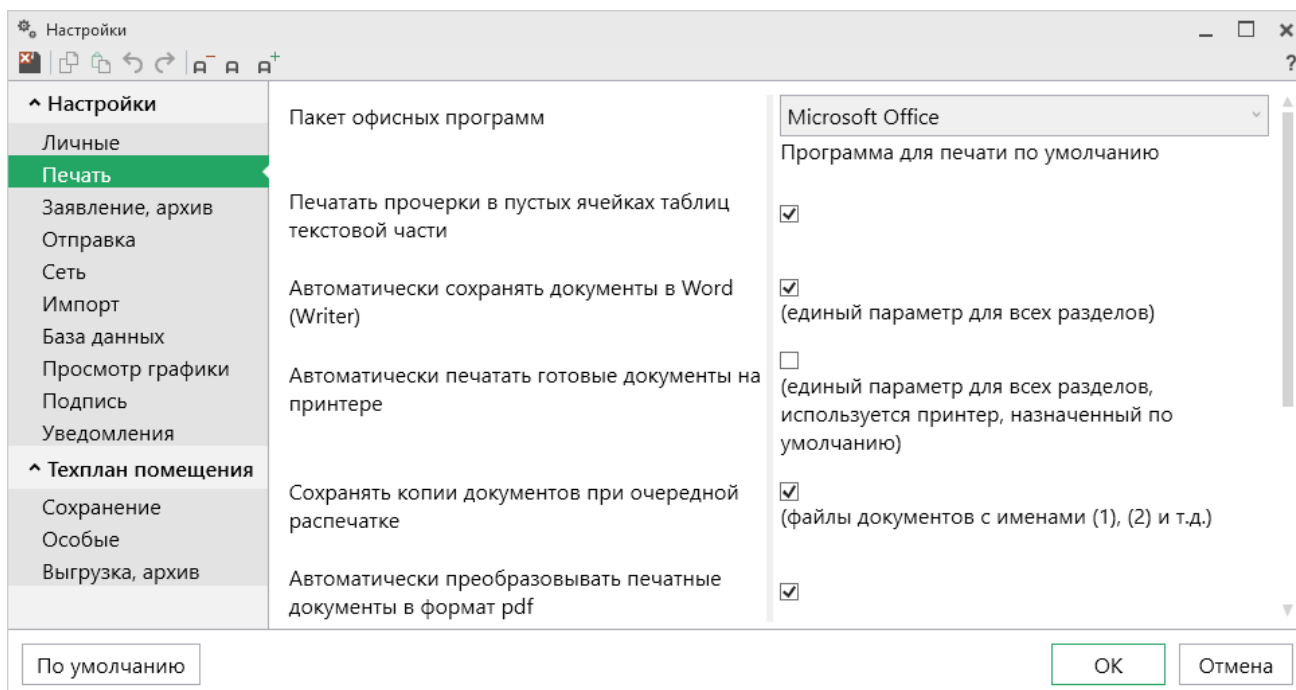 Настройки
?
Настройки
Личные
Печать
Заявление, архив
Отправка
Сеть
Импорт
База данных
Просмотр графики
Подпись
Уведомления
Техплан помещения
Сохранение
Особые
Выгрузка, архив
Пакет офисных программ
Microsoft Office
Программа для печати по умолчанию
Печатать прочерки в пустых ячейках таблиц
текстовой части
Автоматически сохранять документы в Word
(Writer)
(единый параметр для всех разделов)
Автоматически печатать готовые документы на
принтере
(единый параметр для всех разделов,
используется принтер, назначенный по
умолчанию)
Сохранять копии документов при очередной
распечатке
(файлы документов с именами (1), (2) и т.д.)
Автоматически преобразовывать печатные
документы в формат pdf
По умолчанию
ОК
Отмена